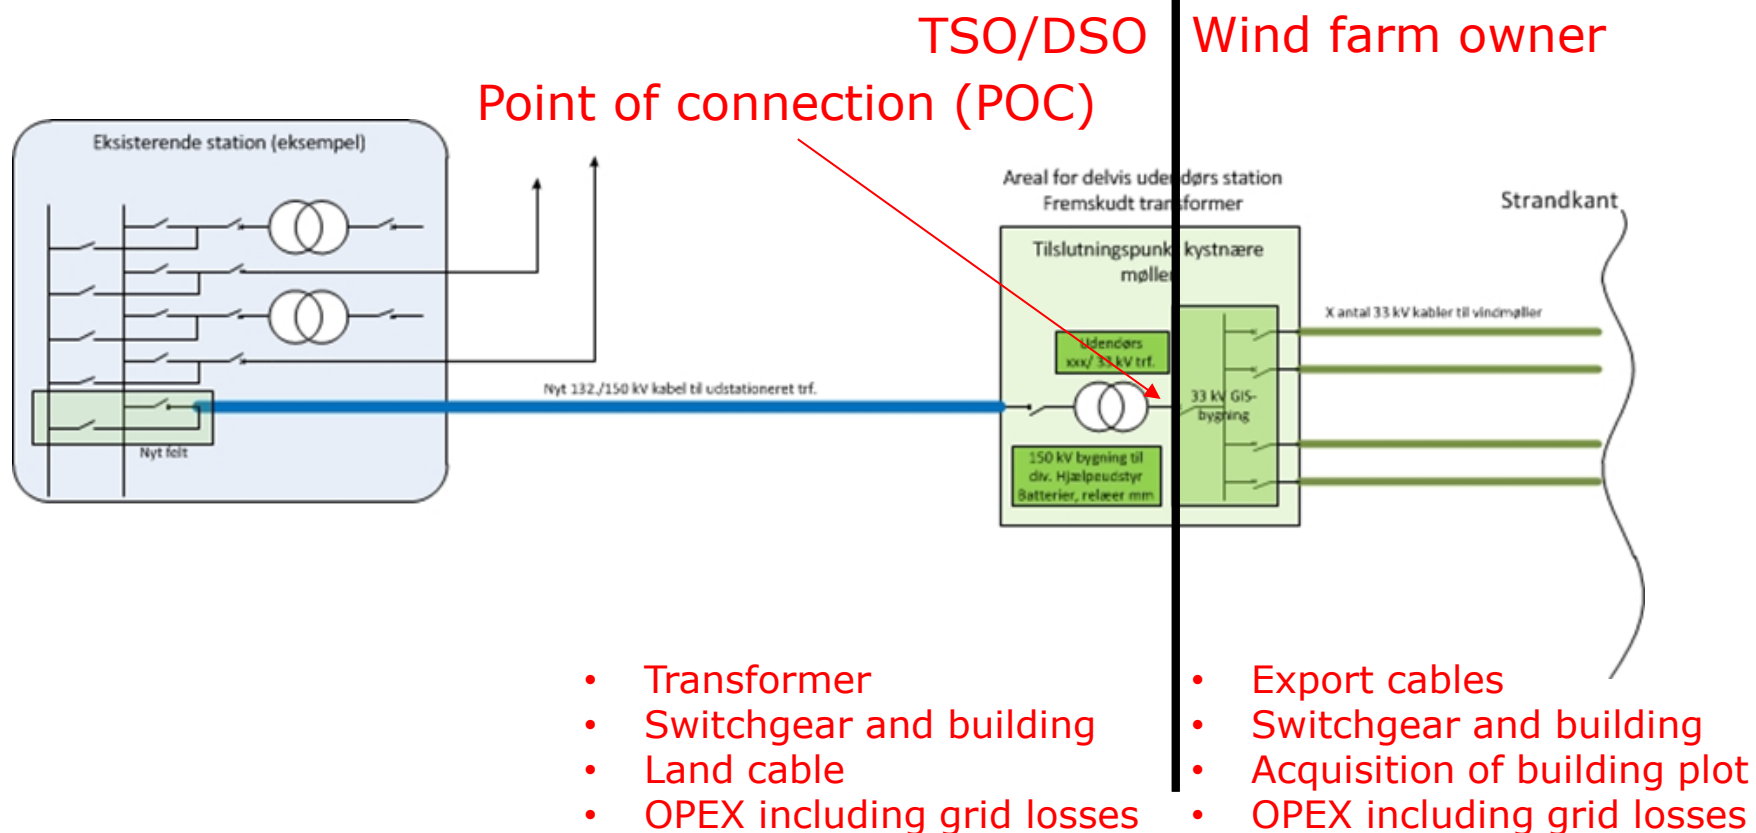 TSO/DSO
Wind farm owner
Point of connection (POC)
Eksisterende station (eksempel)
Areal for delvis udendørs station
Fremskudt transformer
Strandkant
Tilslutningspunkt kystnære
møller
X antal 33 kV kabler til vindmøller
Udendørs
xxx/ 33 kV trf.
Nyt 132./150 kV kabel til udstationeret trf.
33 kV GIS-
bygning
Nyt felt
150 kV bygning til
div. Hjælpeudstyr
Batterier, relæer mm
• Transformer
• Switchgear and building
• Land cable
• OPEX including grid losses
• Export cables
• Switchgear and building
• Acquisition of building plot
• OPEX including grid losses